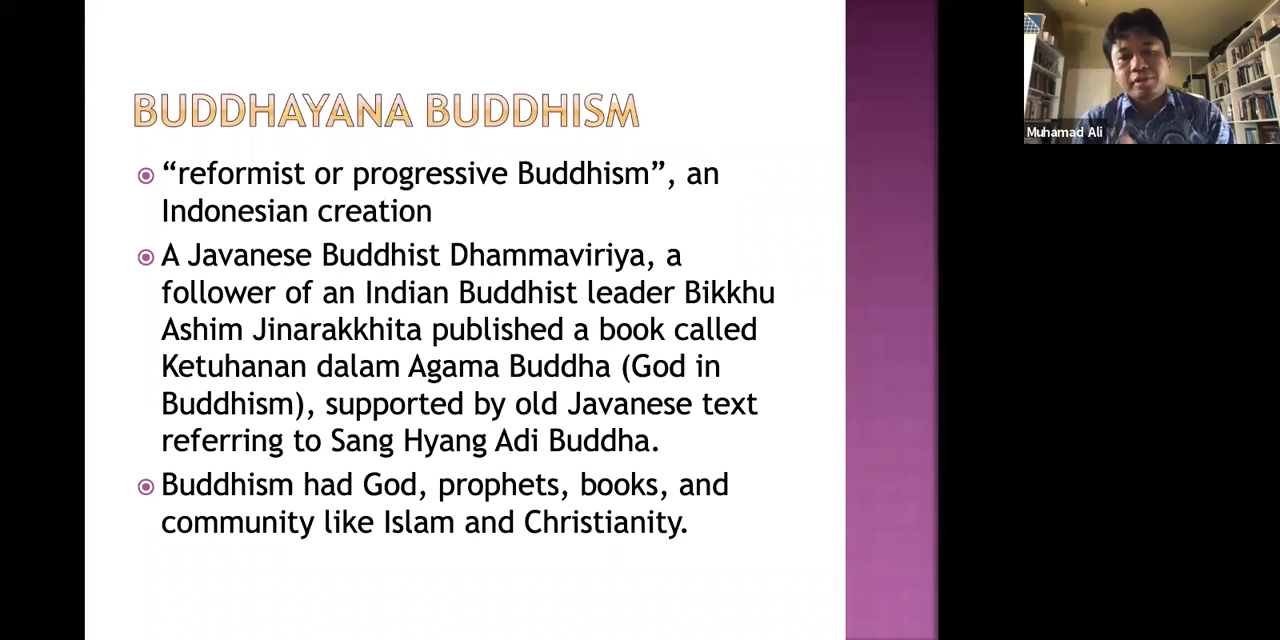 BUDDHAYANA BUDDHISM
“reformist or progressive Buddhism”, an
Indonesian creation
A Javanese Buddhist Dhammaviriya, a
follower of an Indian Buddhist leader Bikkhu
Ashim Jinarakkhita published a book called
Ketuhanan dalam Agama Buddha (God in
Buddhism), supported by old Javanese text
referring to Sang Hyang Adi Buddha.
Buddhism had God, prophets, books, and
community like Islam and Christianity.
Muhamad Ali